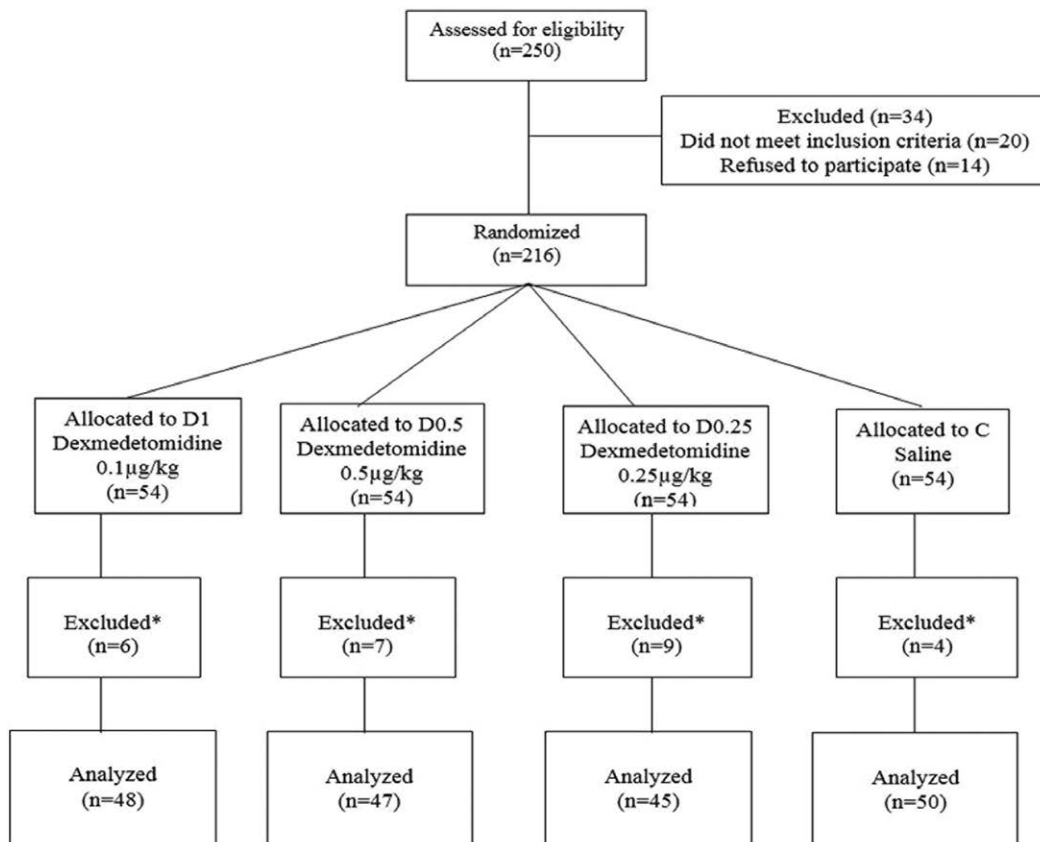 Assessed for eligibility
(n=250)
Excluded (n=34)
Did not meet inclusion criteria (n=20)
Refused to participate (n=14)
Randomized
(n=216)
Allocated to D1
Dexmedetomidine
0.1µg/kg
(n=54)
Allocated to D0.5
Dexmedetomidine
0.5µg/kg
(n=54)
Allocated to D0.25
Dexmedetomidine
0.25µg/kg
(n=54)
Allocated to C
Saline
(n=54)
Excluded*
(n=6)
Excluded*
(n=7)
Excluded*
(n=9)
Excluded*
(n=4)
Analyzed
(n=48)
Analyzed
(n=47)
Analyzed
(n=45)
Analyzed
(n=50)